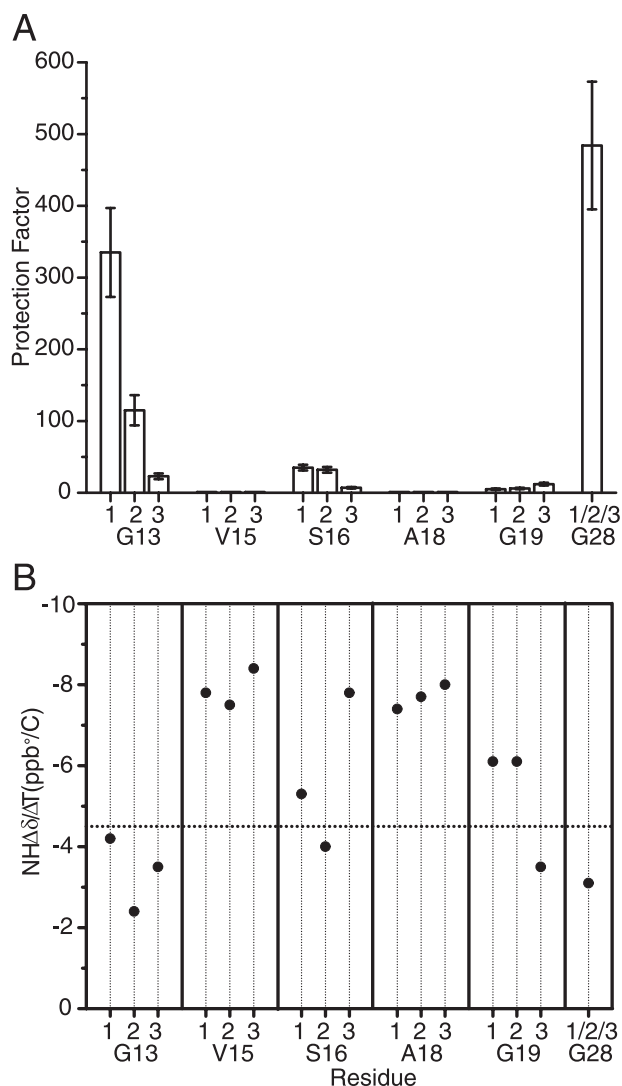 A
Protection Factor
600
500
400
300
200
100
0
1 2 3 1 2 3 1 2 3 1 2 3 1 2 3 1/2/3
G13 V15 S16 A18 G19 G28
B
NHΔδ/ΔT(ppb°/C)
-10
-8
-6
-4
-2
0
1 2 3 1 2 3 1 2 3 1 2 3 1 2 3 1/2/3
G13 V15 S16 A18 G19 G28
Residue